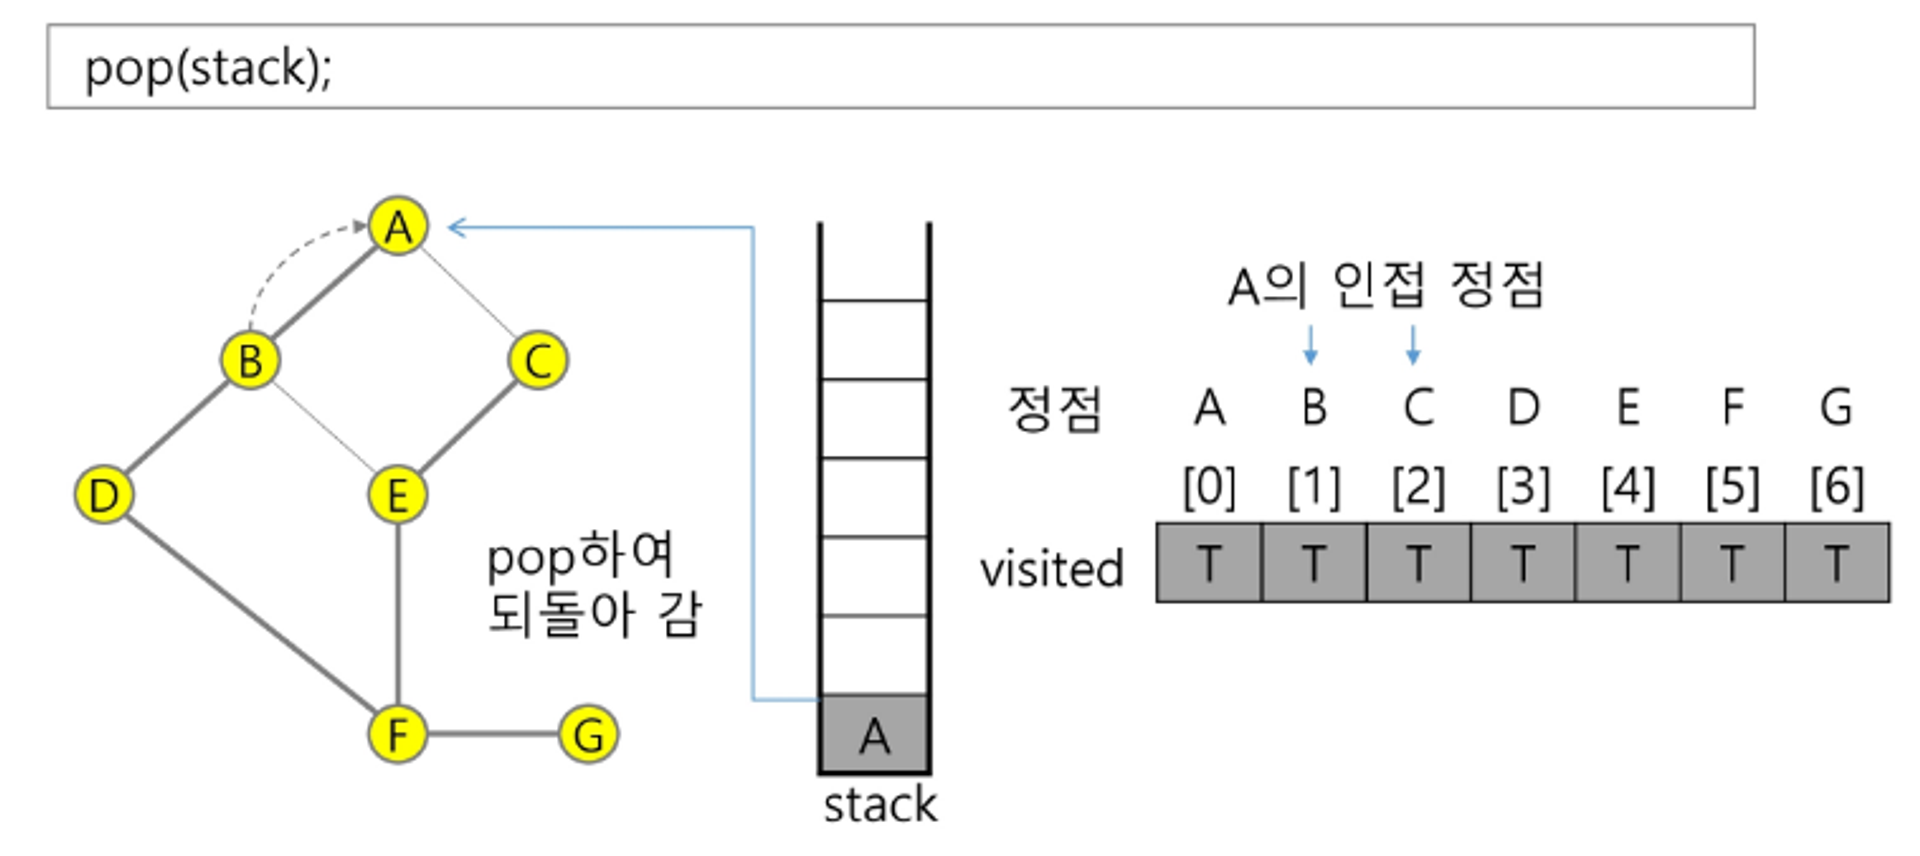 pop(stack);
A
B
C
D
E
F
G
pop하여
되돌아 감
A
stack
A의 인접 정점
정점 A B C D E F G
[0] [1] [2] [3] [4] [5] [6]
visited T T T T T T T